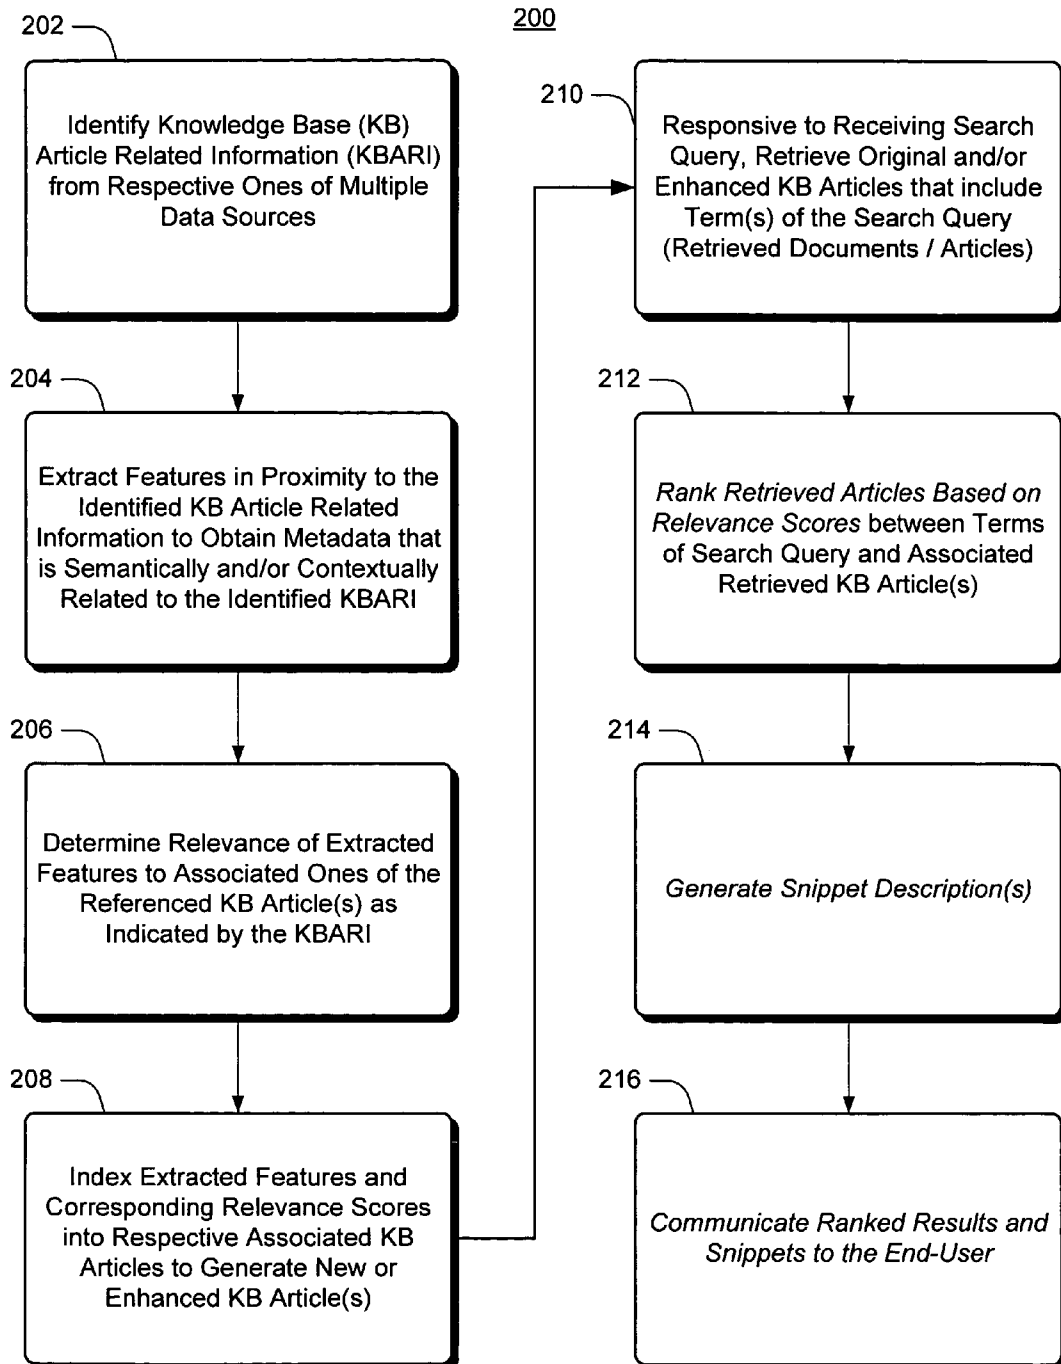 200
202
Identify Knowledge Base (KB)
Article Related Information (KBARI)
from Respective Ones of Multiple
Data Sources
204
Extract Features in Proximity to the
Identified KB Article Related
Information to Obtain Metadata that
is Semantically and/or Contextually
Related to the Identified KBARI
206
Determine Relevance of Extracted
Features to Associated Ones of the
Referenced KB Article(s) as
Indicated by the KBARI
208
Index Extracted Features and
Corresponding Relevance Scores
into Respective Associated KB
Articles to Generate New or
Enhanced KB Article(s)
210
Responsive to Receiving Search
Query, Retrieve Original and/or
Enhanced KB Articles that include
Term(s) of the Search Query
(Retrieved Documents / Articles)
212
Rank Retrieved Articles Based on
Relevance Scores between Terms
of Search Query and Associated
Retrieved KB Article(s)
214
Generate Snippet Description(s)
216
Communicate Ranked Results and
Snippets to the End-User